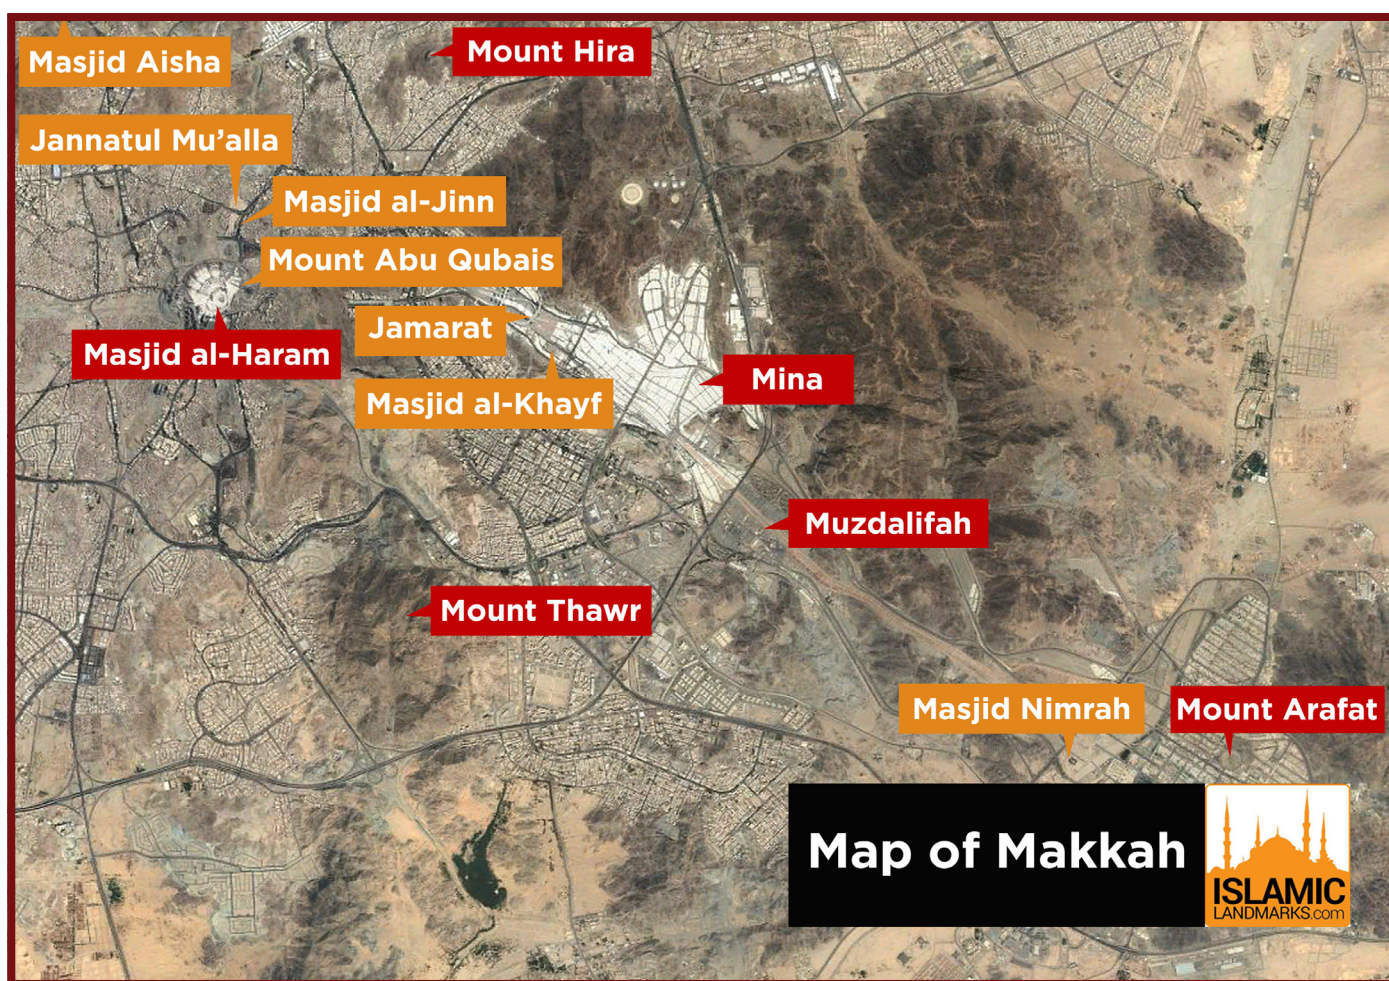 Masjid Aisha
Mount Hira
Jannatul Mu’alla
Masjid al-Jinn
Mount Abu Qubais
Jamarat
Masjid al-Haram
Mina
Masjid al-Khayf
Muzdalifah
Mount Thawr
Masjid Nimrah
Mount Arafat
Map of Makkah
ISLAMIC
LANDMARKS.com